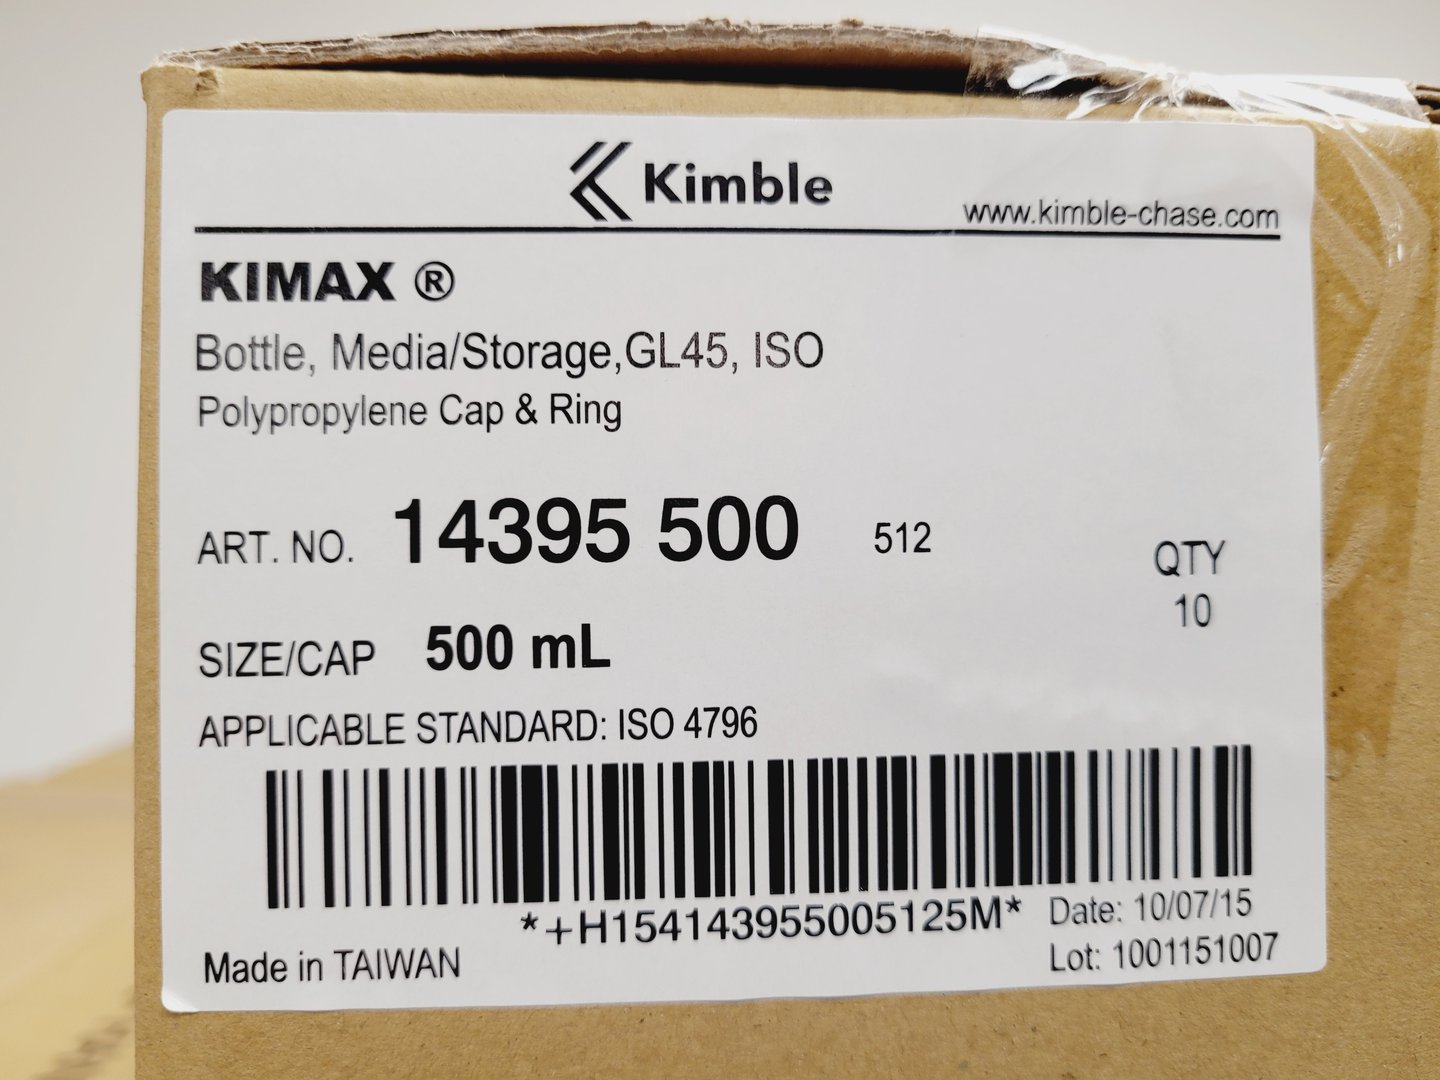 Kimble
www.kimble-chase.com
KIMAX ®
Bottle, Media/Storage,GL45, ISO
Polypropylene Cap & Ring
ART. NO. 14395 500 512
QTY
10
SIZE/CAP 500 mL
APPLICABLE STANDARD: ISO 4796
*+H154143955005125M*
Date: 10/07/15
Made in TAIWAN
Lot: 1001151007